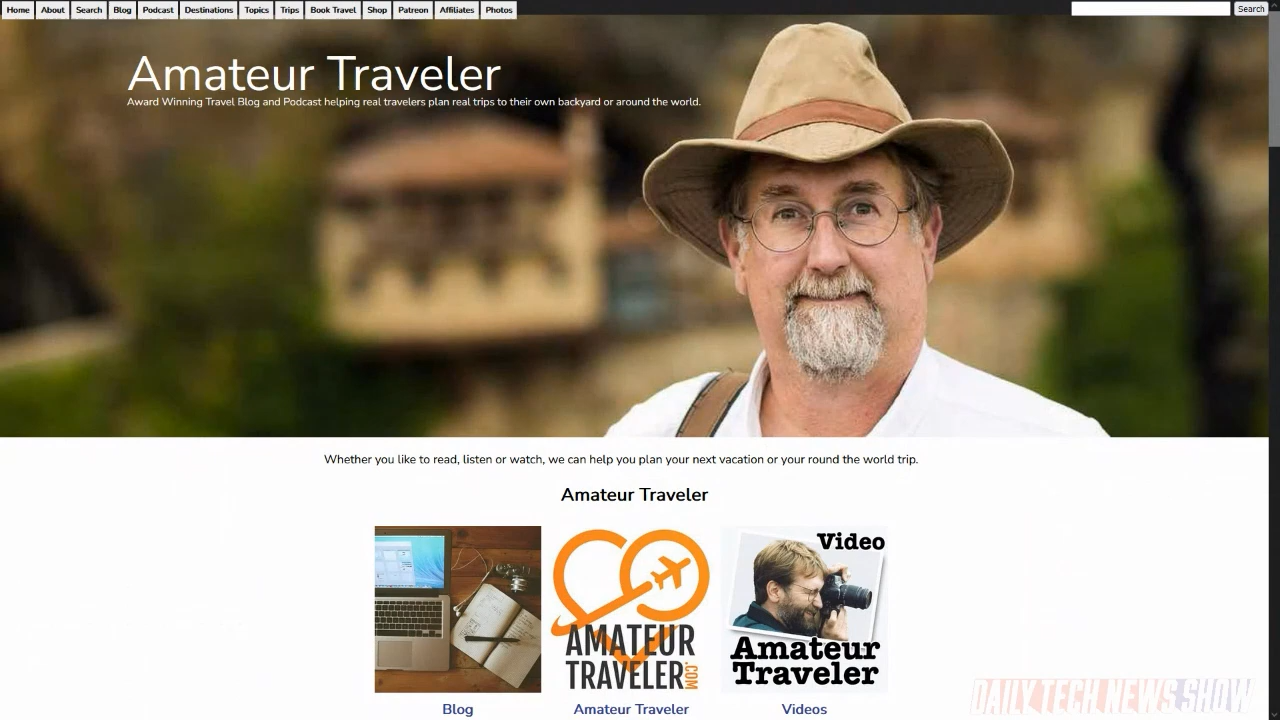 Home About Search Blog Podcast Destinations Topics Trips Book Travel Shop Patreon Affiliates Photos Search
Amateur Traveler
Award Winning Travel Blog and Podcast helping real travelers plan real trips to their own backyard or around the world.
Whether you like to read, listen or watch, we can help you plan your next vacation or your round the world trip.
Amateur Traveler
Video
AMATEUR
TRAVELER.COM
Amateur
Traveler
Blog Amateur Traveler Videos
DAILY TECH NEWS SHOW